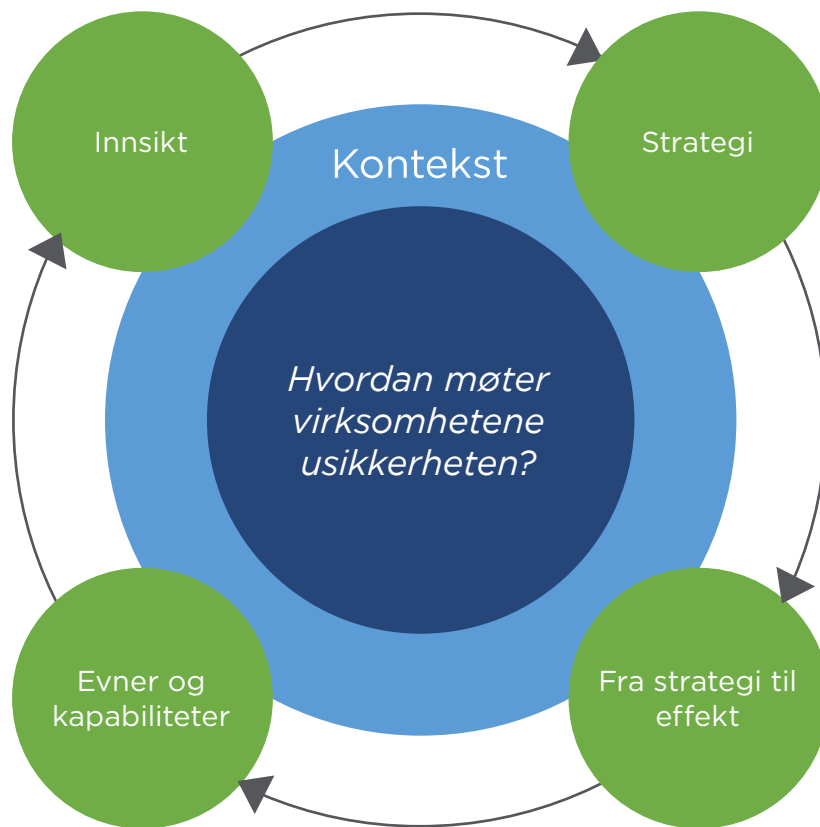 Innsikt
Strategi
Kontekst
Hvordan møter
virksomhetene
usikkerheten?
Evner og
kapabiliteter
Fra strategi til
effekt